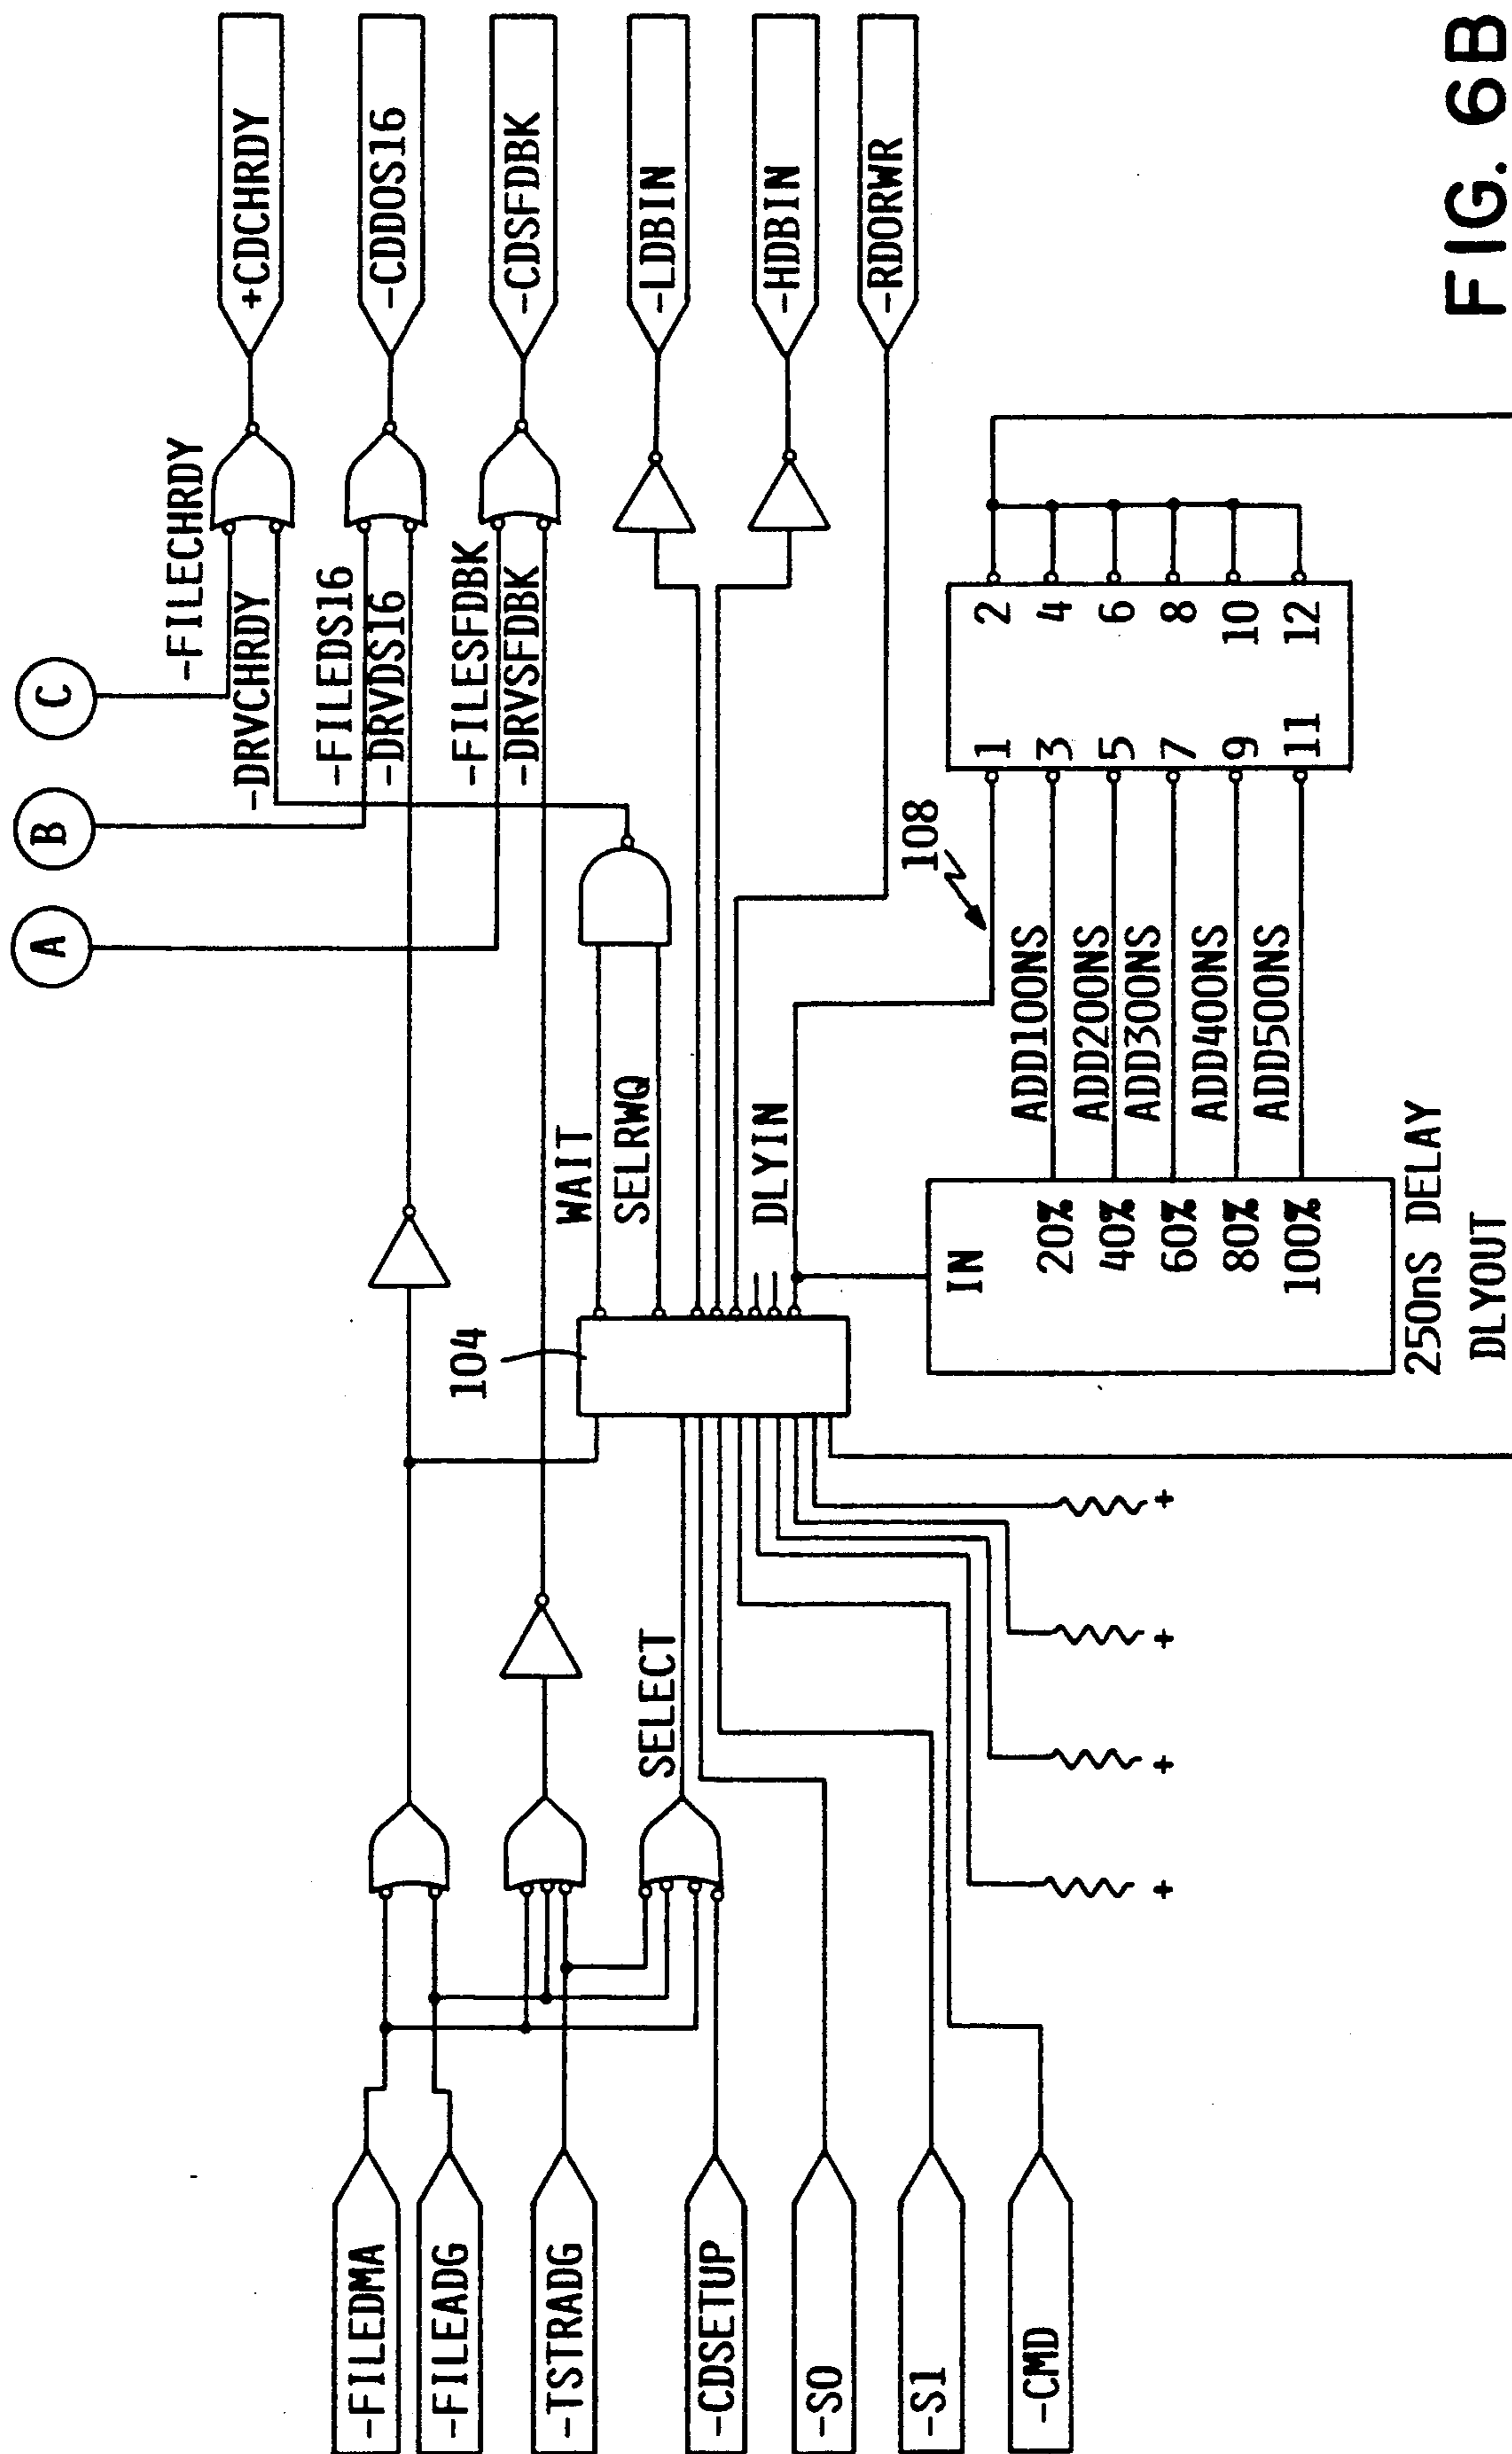 A
B
C
-FILECHRDY
-DRVCHRDY
+CDCHRDY
-FILEDS16
-DRVDS16
-CDDOS16
-FILESFDBK
-DRVSFDBK
-CDSFDBK
-LDBIN
-HDBIN
-RDORWR
-FILEDMA
-FILEADG
-TSTRADG
-CDSETUP
-S0
-S1
-CMD
SELECT
104
WAIT
SELRWQ
DLYIN
108
IN
20%
40%
60%
80%
100%
250nS DELAY
DLYOUT
ADD100NS
ADD200NS
ADD300NS
ADD400NS
ADD500NS
1 2
3 4
5 6
7 8
9 10
11 12
+
+
+
+
FIG. 6B